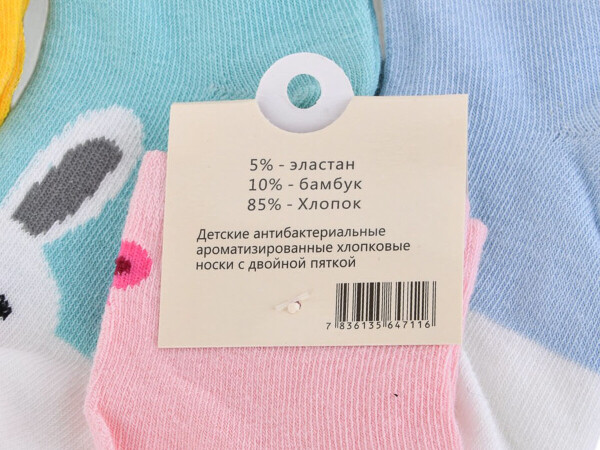 5% - эластан
10% - бамбук
85% - Хлопок
Детские антибактериальные
ароматизированные хлопковые
носки с двойной пяткой
7 836135 647116